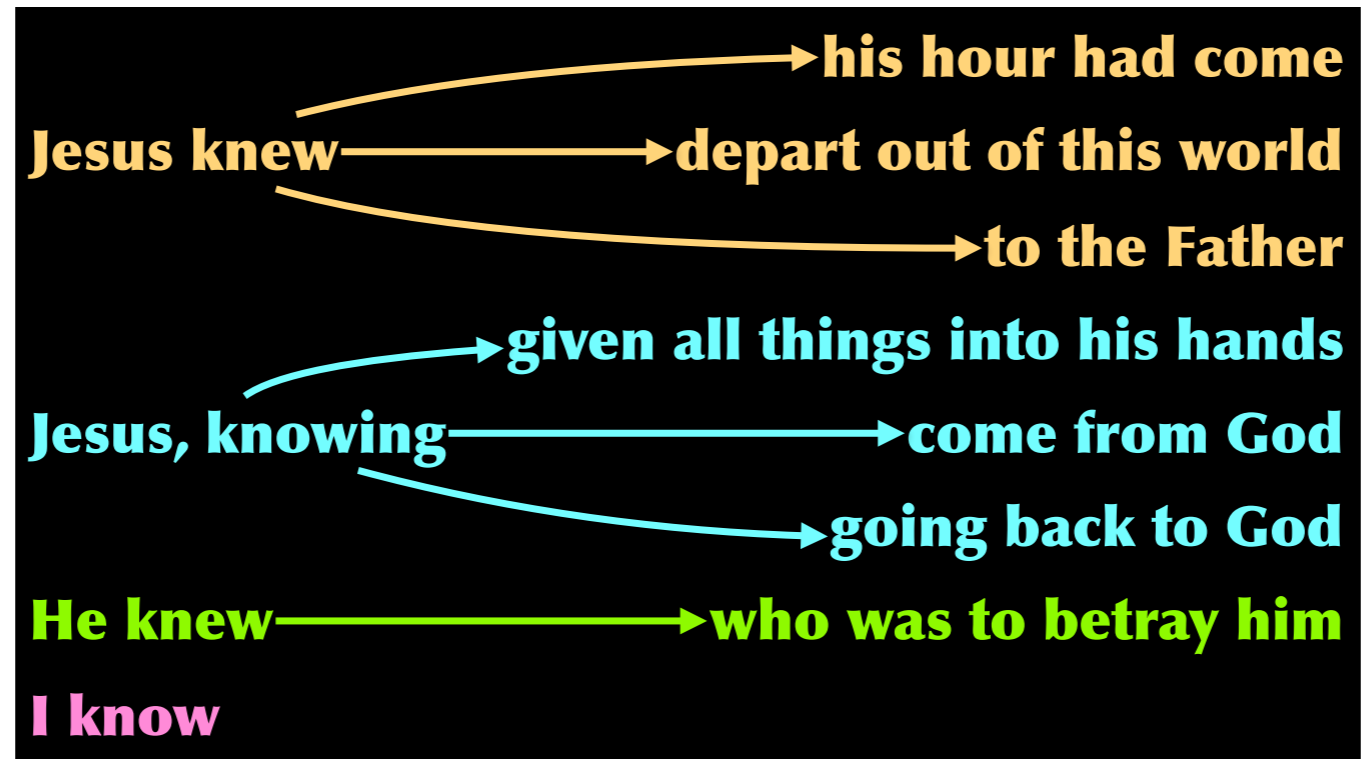 his hour had come
Jesus knew depart out of this world
to the Father
given all things into his hands
Jesus, knowing come from God
going back to God
He knew who was to betray him
I know